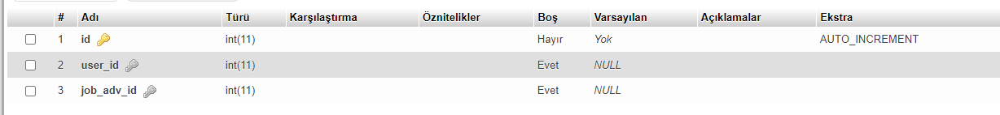 # Adı Türü Karşılaştırma Öznitelikler Boş Varsayılan Açıklamalar Ekstra
1 id int(11) Hayır Yok AUTO_INCREMENT
2 user_id int(11) Evet NULL
3 job_adv_id int(11) Evet NULL